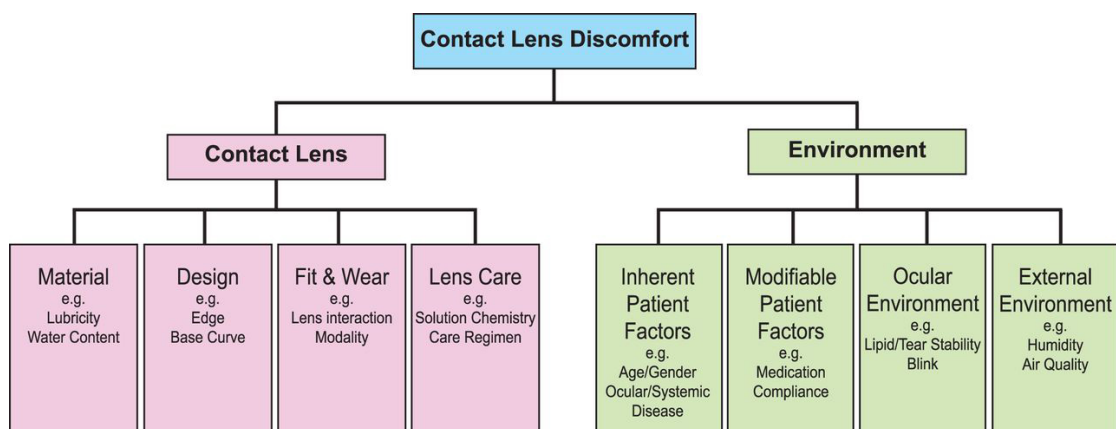 Contact Lens Discomfort
Contact Lens
Environment
Material
e.g.
Lubricity
Water Content
Design
e.g.
Edge
Base Curve
Fit & Wear
e.g.
Lens interaction
Modality
Lens Care
e.g.
Solution Chemistry
Care Regimen
Inherent
Patient
Factors
e.g.
Age/Gender
Ocular/Systemic
Disease
Modifiable
Patient
Factors
e.g.
Medication
Compliance
Ocular
Environment
e.g.
Lipid/Tear Stability
Blink
External
Environment
e.g.
Humidity
Air Quality